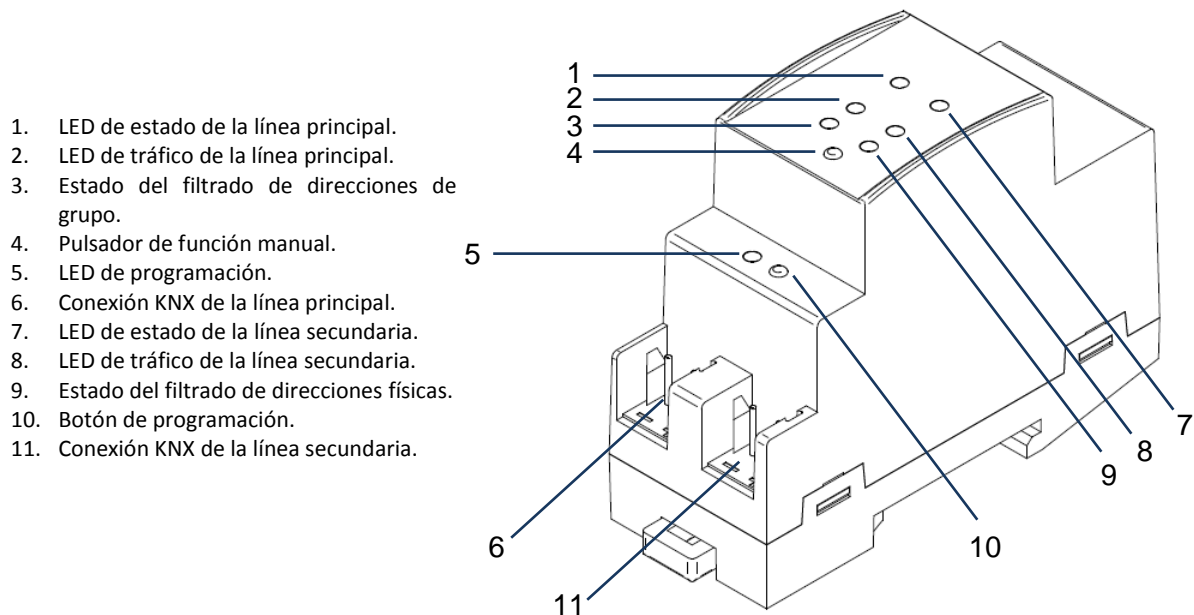 1. LED de estado de la línea principal.
2. LED de tráfico de la línea principal.
3. Estado del filtrado de direcciones de
grupo.
4. Pulsador de función manual.
5. LED de programación.
6. Conexión KNX de la línea principal.
7. LED de estado de la línea secundaria.
8. LED de tráfico de la línea secundaria.
9. Estado del filtrado de direcciones físicas.
10. Botón de programación.
11. Conexión KNX de la línea secundaria.
1
2
3
4
5
6
11
10
9
8
7